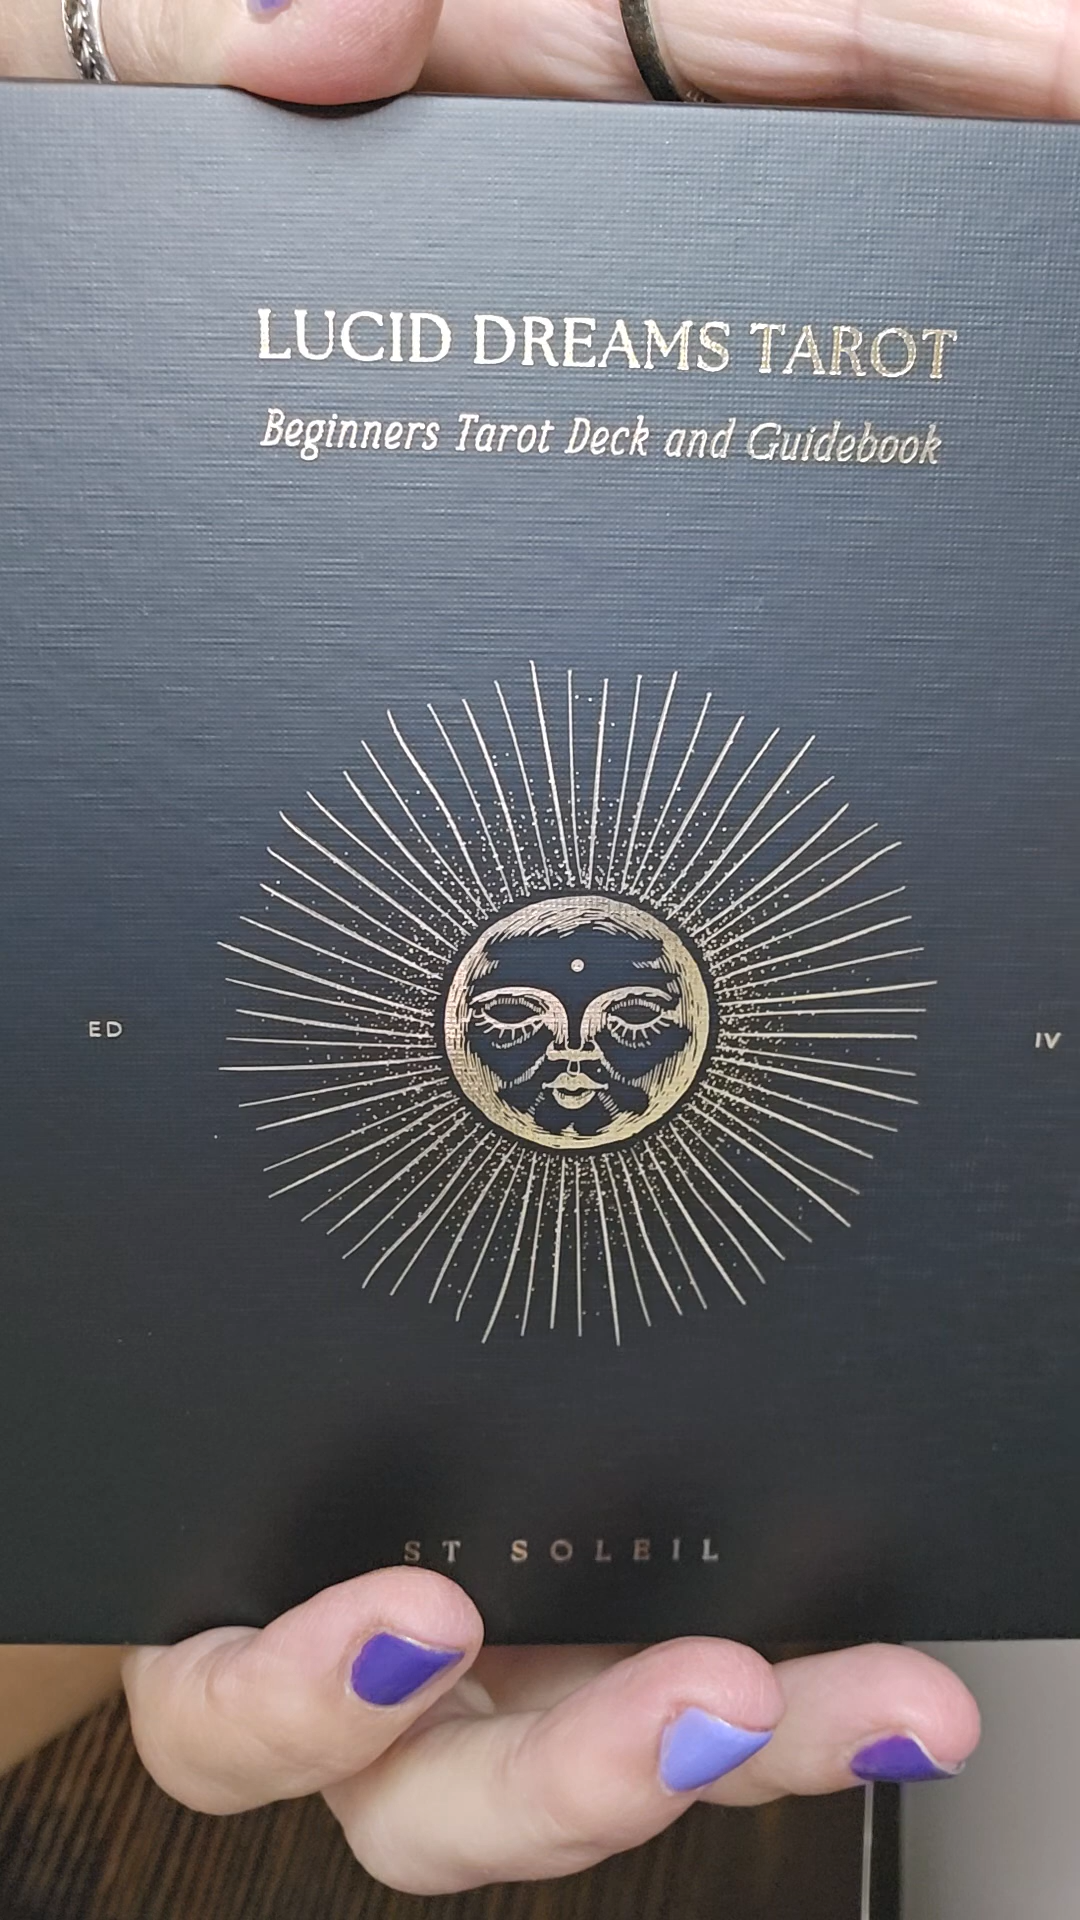 LUCID DREAMS TAROT
Beginners Tarot Deck and Guidebook
ED IV
ST SOLEIL